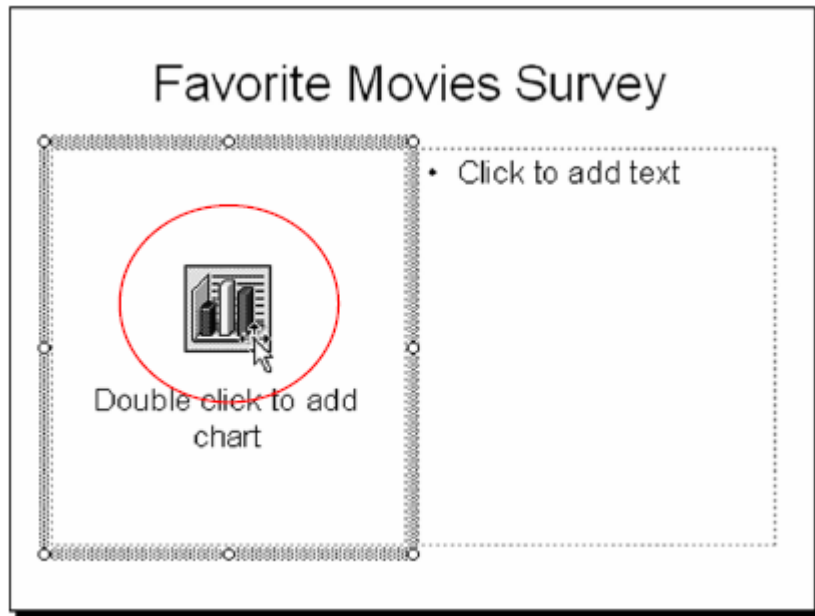 Favorite Movies Survey
• Click to add text
Double click to add
chart